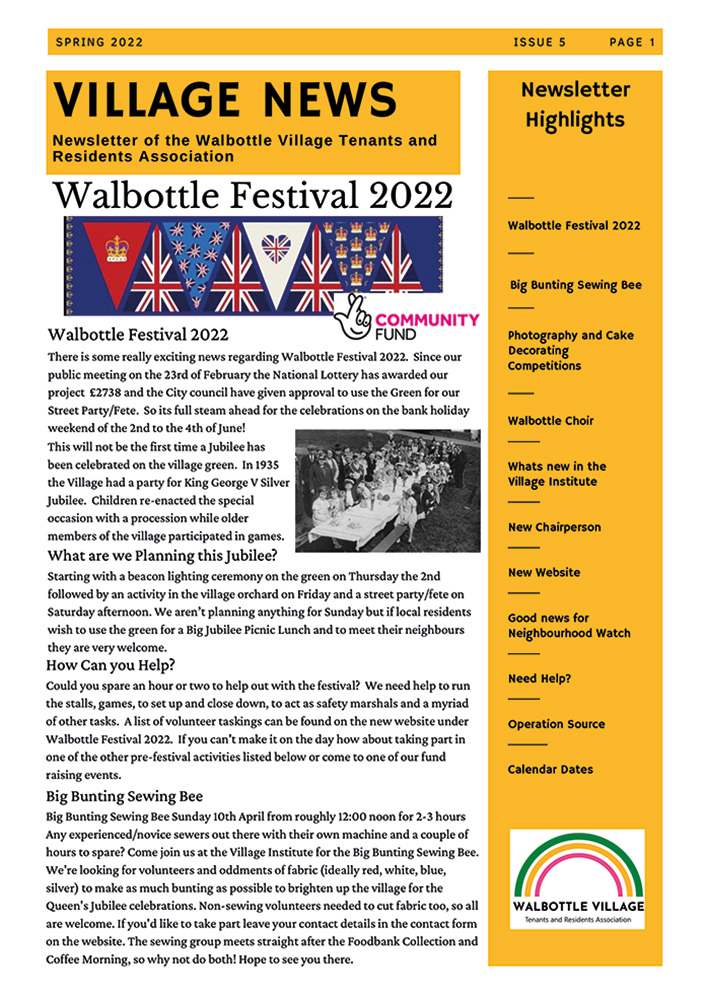 SPRING 2022
ISSUE 5
PAGE 1
VILLAGE NEWS
Newsletter of the Walbottle Village Tenants and
Residents Association
Walbottle Festival 2022
COMMUNITY
FUND
Walbottle Festival 2022
There is some really exciting news regarding Walbottle Festival 2022.  Since our
public meeting on the 23rd of February the National Lottery has awarded our
project  £2738 and the City council have given approval to use the Green for our
Street Party/Fete.  So its full steam ahead for the celebrations on the bank holiday
weekend of the 2nd to the 4th of June!
This will not be the first time a Jubilee has
been celebrated on the village green.  In 1935
the Village had a party for King George V Silver
Jubilee.  Children re-enacted the special
occasion with a procession while older
members of the village participated in games.
What are we Planning this Jubilee?
Starting with a beacon lighting ceremony on the green on Thursday the 2nd
followed by an activity in the village orchard on Friday and a street party/fete on
Saturday afternoon. We aren't planning anything for Sunday but if local residents
wish to use the green for a Big Jubilee Picnic Lunch and to meet their neighbours
they are very welcome.
How Can you Help?
Could you spare an hour or two to help out with the festival?  We need help to run
the stalls, games, to set up and close down, to act as safety marshals and a myriad
of other tasks.  A list of volunteer taskings can be found on the new website under
Walbottle Festival 2022.  If you can't make it on the day how about taking part in
one of the other pre-festival activities listed below or come to one of our fund
raising events.
Big Bunting Sewing Bee
Big Bunting Sewing Bee Sunday 10th April from roughly 12:00 noon for 2-3 hours
Any experienced/novice sewers out there with their own machine and a couple of
hours to spare? Come join us at the Village Institute for the Big Bunting Sewing Bee.
We're looking for volunteers and oddments of fabric (ideally red, white, blue,
silver) to make as much bunting as possible to brighten up the village for the
Queen's Jubilee celebrations. Non-sewing volunteers needed to cut fabric too, so all
are welcome. If you'd like to take part leave your contact details in the contact form
on the website. The sewing group meets straight after the Foodbank Collection and
Coffee Morning, so why not do both! Hope to see you there.
Newsletter
Highlights
Walbottle Festival 2022
Big Bunting Sewing Bee
Photography and Cake
Decorating
Competitions
Walbottle Choir
Whats new in the
Village Institute
New Chairperson
New Website
Good news for
Neighbourhood Watch
Need Help?
Operation Source
Calendar Dates
WALBOTTLE VILLAGE
Tenants and Residents Association